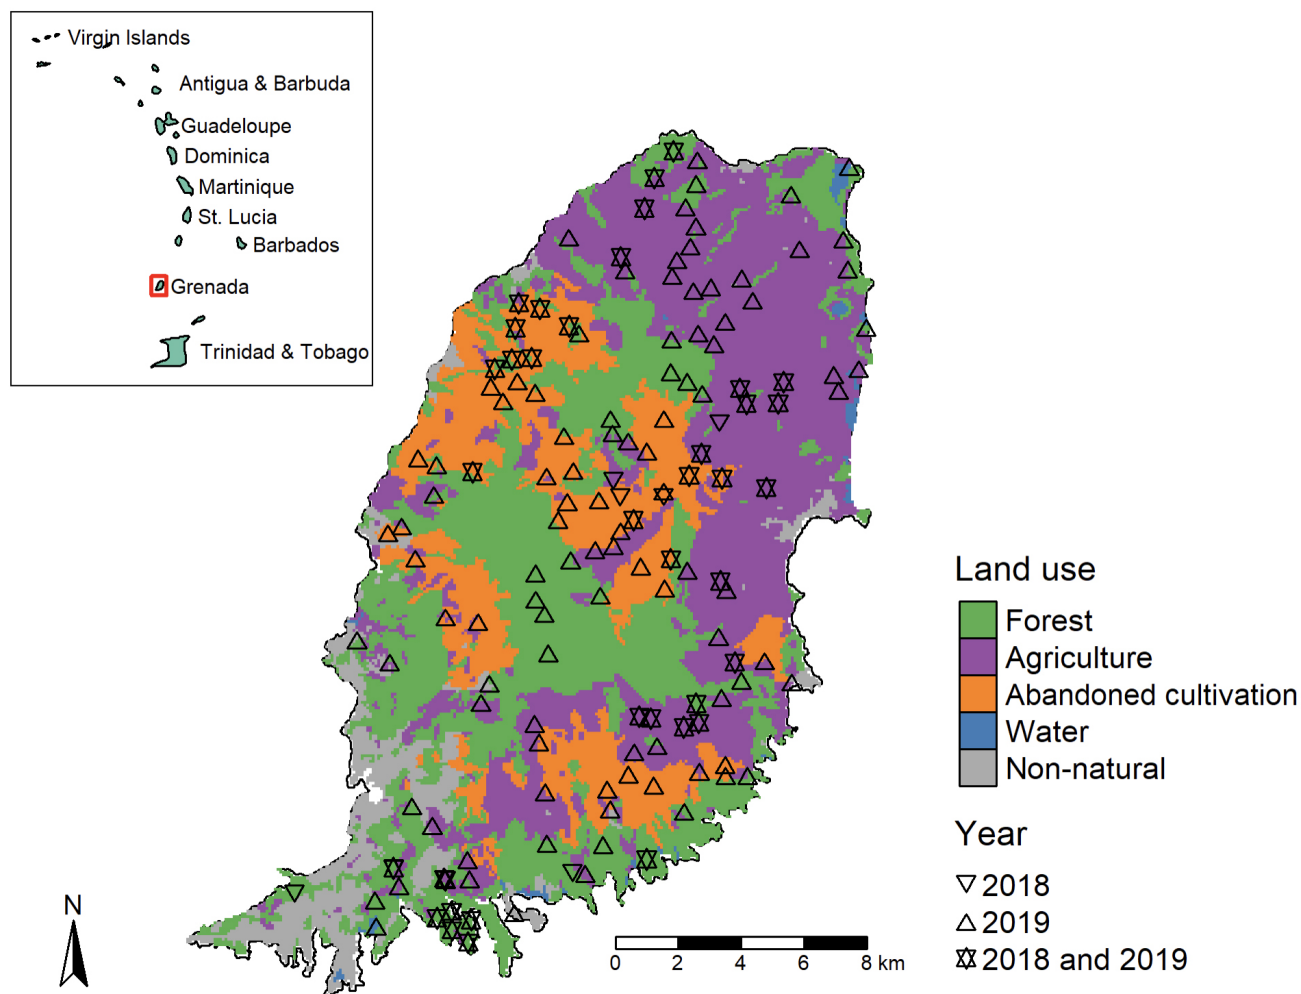 Virgin Islands
Antigua & Barbuda
Guadeloupe
Dominica
Martinique
St. Lucia
Barbados
Grenada
Trinidad & Tobago
Land use
Forest
Agriculture
Abandoned cultivation
Water
Non-natural
Year
2018
2019
2018 and 2019
N
0 2 4 6 8 km